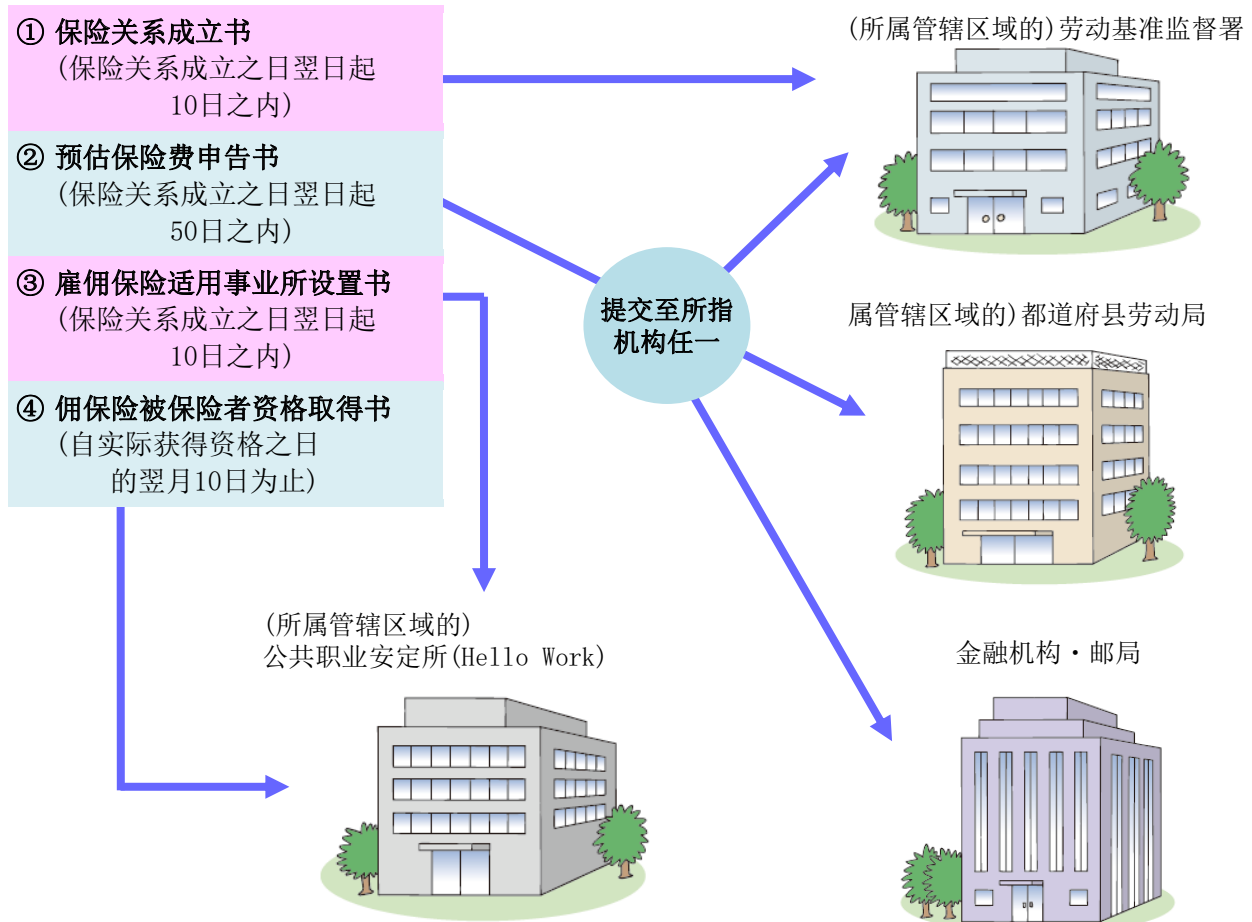 ① 保险关系成立书
(保险关系成立之日翌日起
10日之内)
② 预估保险费申告书
(保险关系成立之日翌日起
50日之内)
③ 雇佣保险适用事业所设置书
(保险关系成立之日翌日起
10日之内)
④ 佣保险被保险者资格取得书
(自实际获得资格之日
的翌月10日为止)
提交至所指
机构任一
(所属管辖区域的)劳动基准监督署
属管辖区域的)都道府县劳动局
金融机构・邮局
(所属管辖区域的)
公共职业安定所(Hello Work)